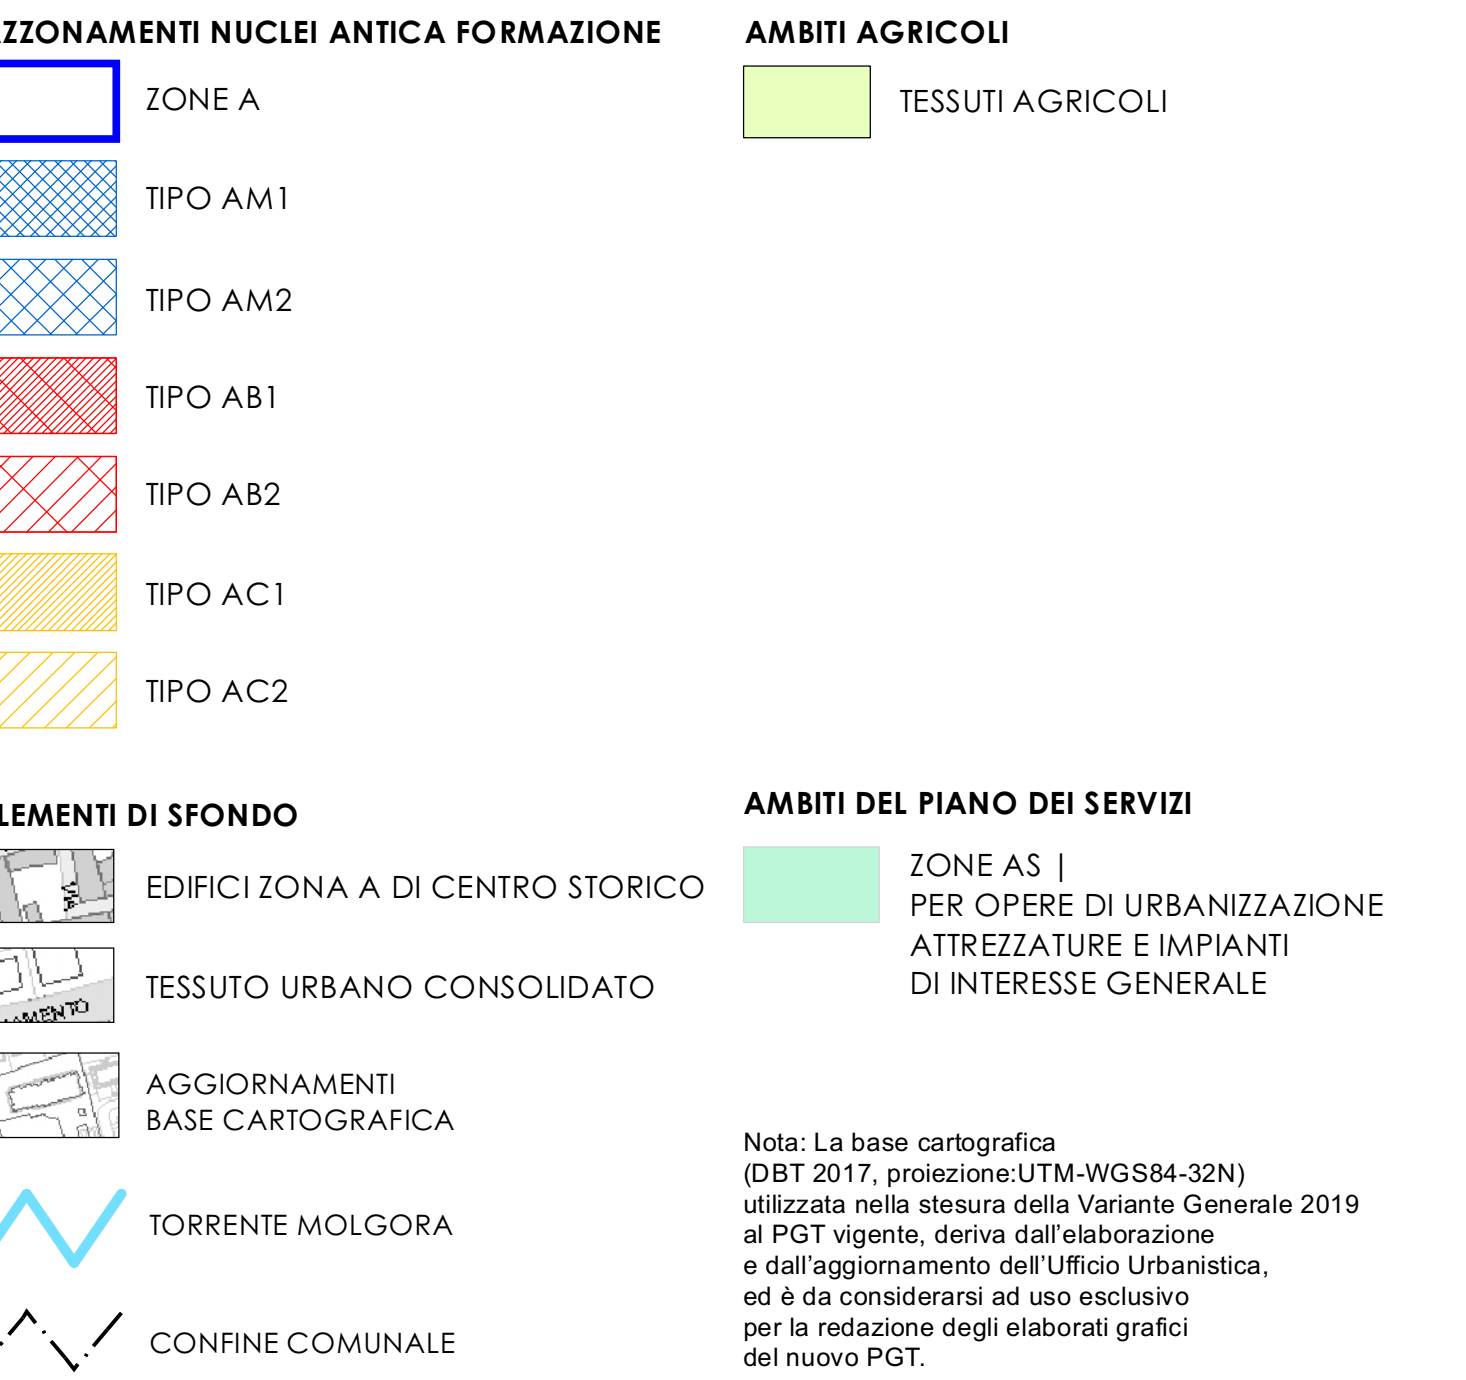 AZZONAMENTI NUCLEI ANTICA FORMAZIONE
ZONE A
TIPO AM1
TIPO AM2
TIPO AB1
TIPO AB2
TIPO AC1
TIPO AC2
AMBITI AGRICOLI
TESSUTI AGRICOLI
LEMENTI DI SFONDO
VIA
EDIFICI ZONA A DI CENTRO STORICO
AMENTO
TESSUTO URBANO CONSOLIDATO
AGGIORNAMENTI
BASE CARTOGRAFICA
TORRENTE MOLGORA
CONFINE COMUNALE
AMBITI DEL PIANO DEI SERVIZI
ZONE AS |
PER OPERE DI URBANIZZAZIONE
ATTREZZATURE E IMPIANTI
DI INTERESSE GENERALE
Nota: La base cartografica
(DBT 2017, proiezione:UTM-WGS84-32N)
utilizzata nella stesura della Variante Generale 2019
al PGT vigente, deriva dall'elaborazione
e dall'aggiornamento dell'Ufficio Urbanistica,
ed è da considerarsi ad uso esclusivo
per la redazione degli elaborati grafici
del nuovo PGT.